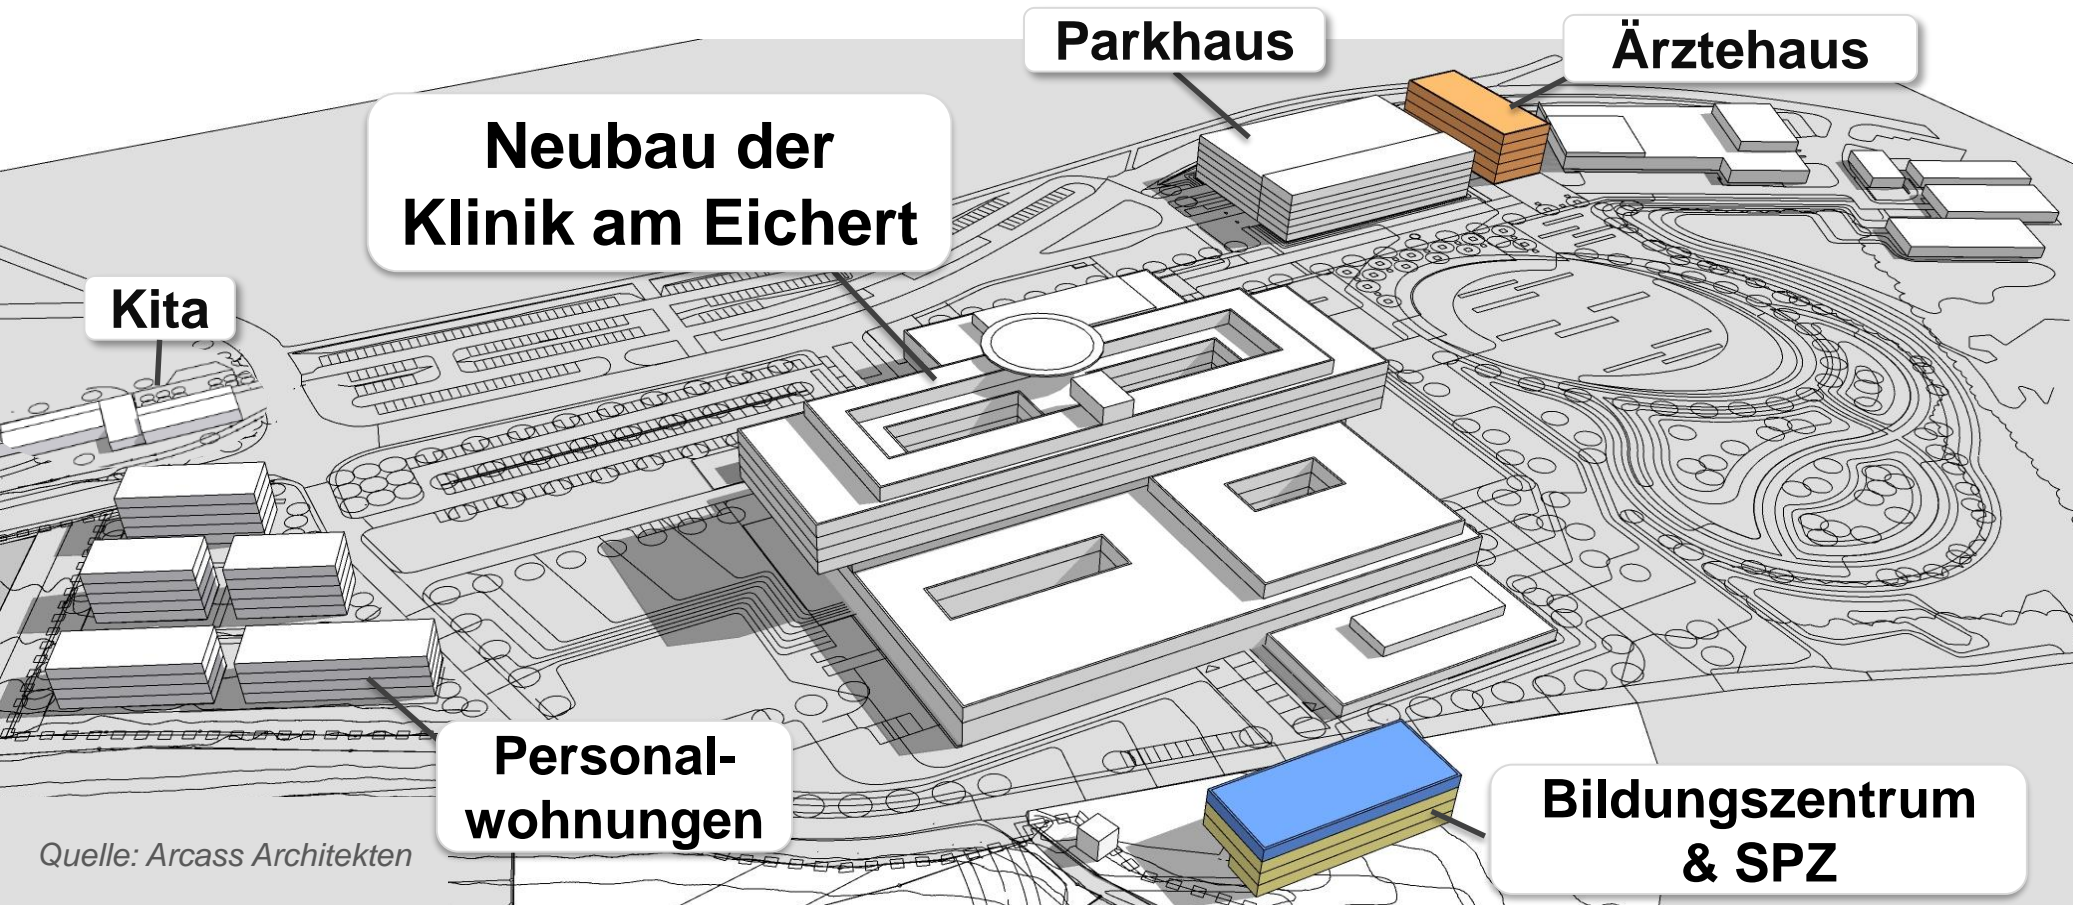 Parkhaus
Ärztehaus
Neubau der
Klinik am Eichert
Kita
Personal-
wohnungen
Bildungszentrum
& SPZ
Quelle: Arcass Architekten